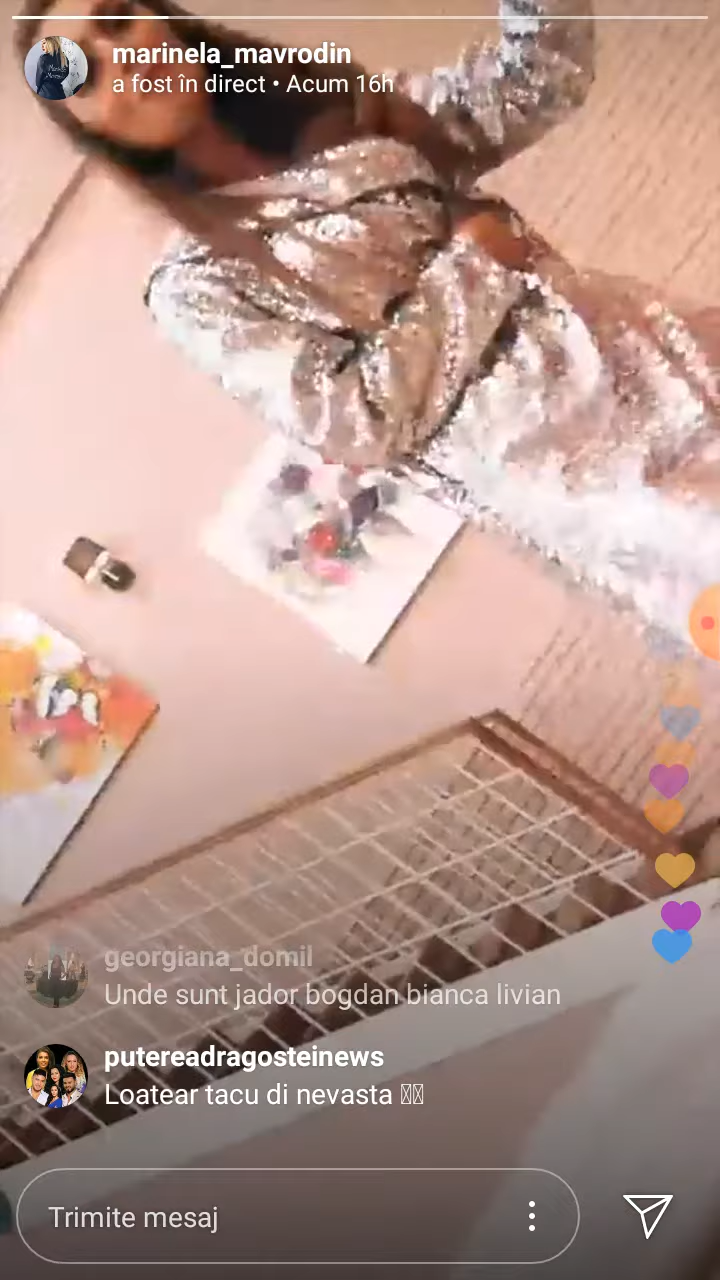 marinela_mavrodin
a fost în direct • Acum 16h
georgiana_domil
Unde sunt jador bogdan bianca livian
putereadragosteinews
Loatear tacu di nevasta
Trimite mesaj